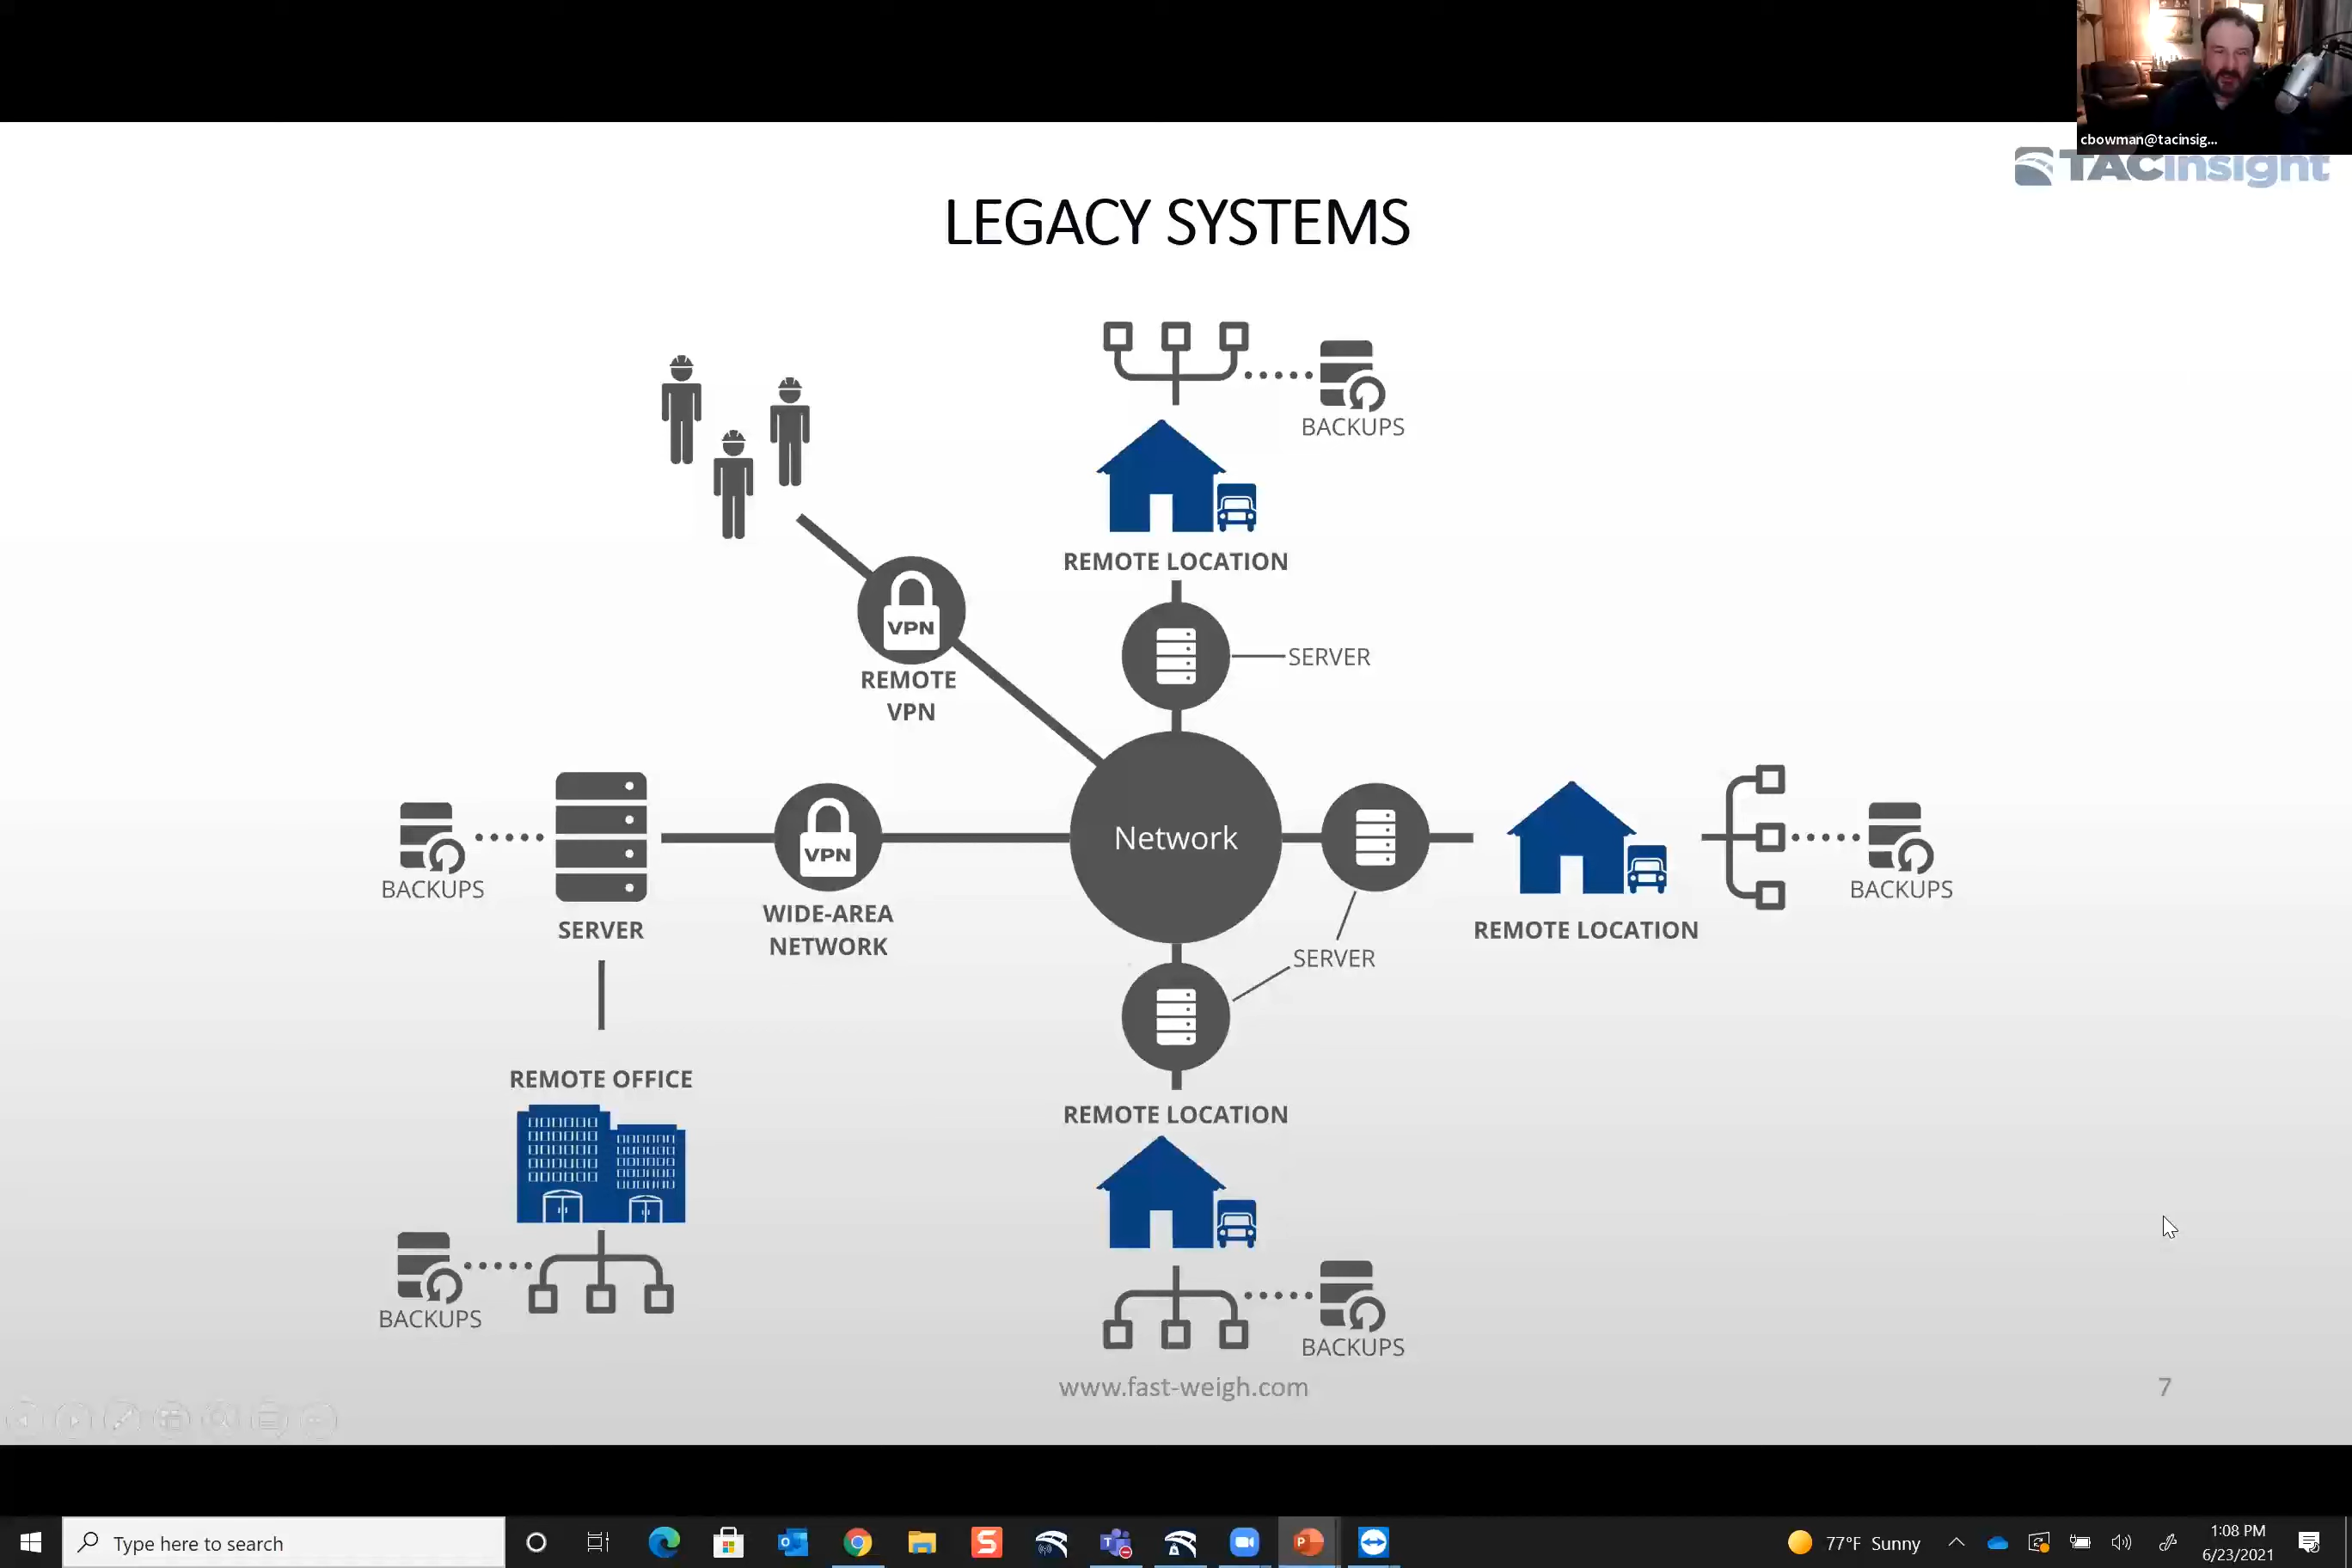 cbowman@tacinsig...
TACinsight
LEGACY SYSTEMS
BACKUPS
REMOTE LOCATION
VPN
REMOTE
VPN
SERVER
Network
VPN
BACKUPS
SERVER
WIDE-AREA
NETWORK
SERVER
REMOTE LOCATION
BACKUPS
REMOTE OFFICE
REMOTE LOCATION
BACKUPS
BACKUPS
www.fast-weigh.com
7
Type here to search
77°F Sunny
1:08 PM
6/23/2021